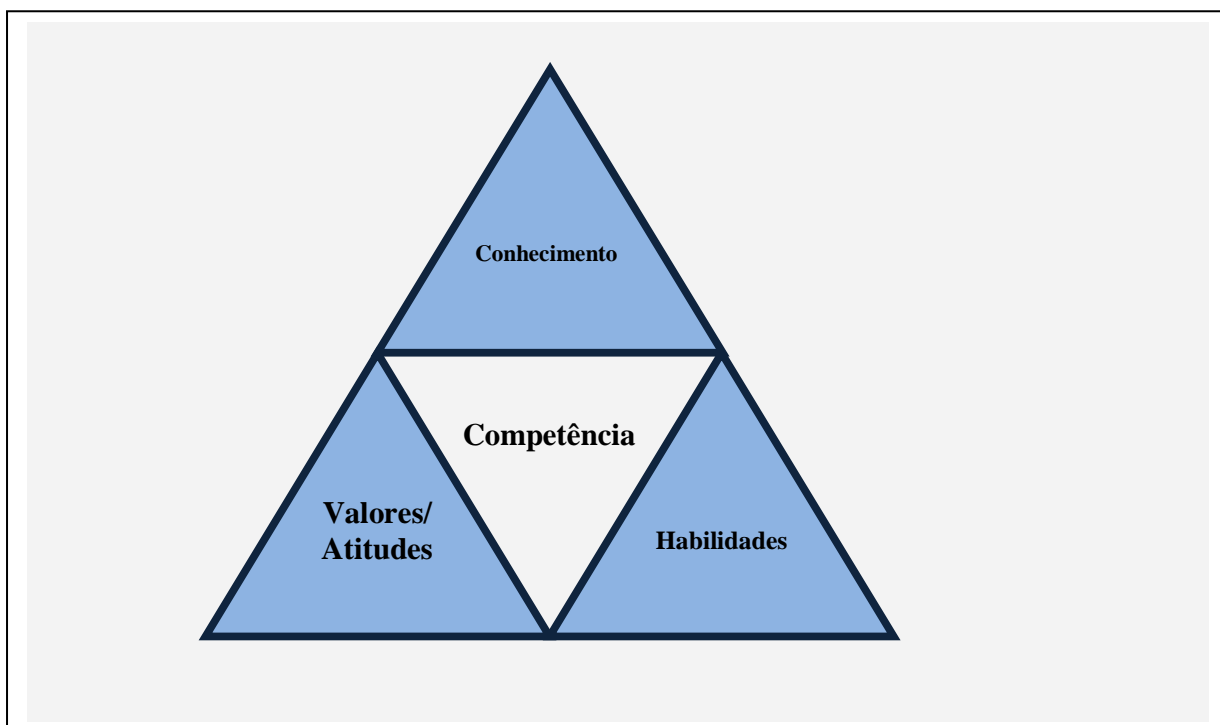 Conhecimento
Competência
Valores/
Atitudes
Habilidades